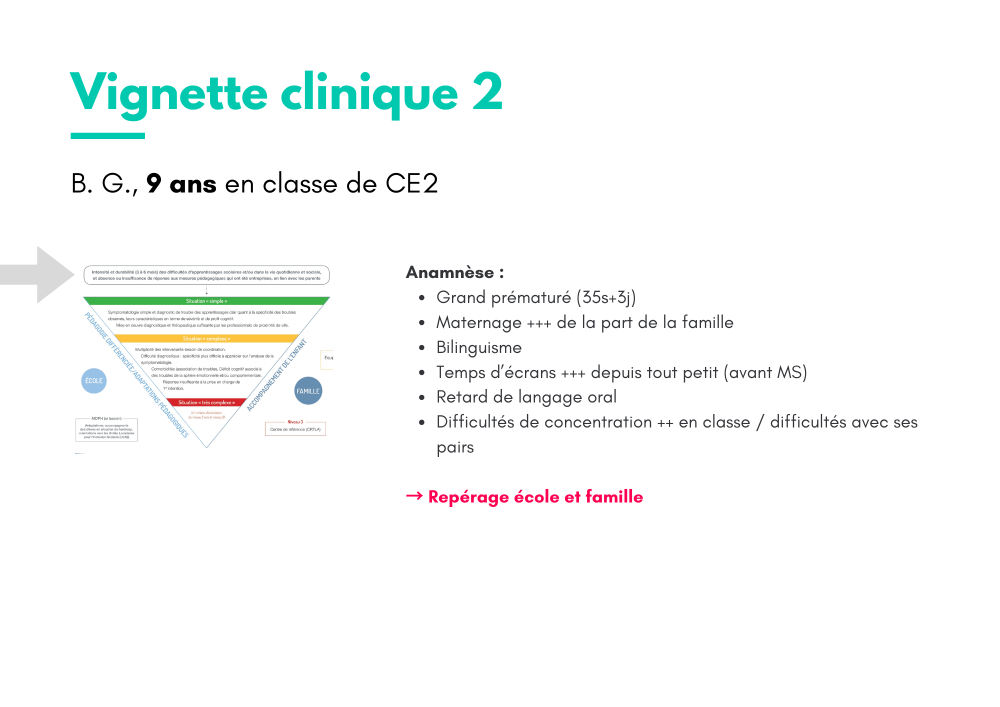 Vignette clinique 2
B. G., 9 ans en classe de CE2
Intensité et durabilité (3 à 6 mois) des difficultés d'apprentissages scolaires et/ou dans la vie quotidienne et sociale,
et absence ou insuffisance de réponse aux mesures pédagogiques qui ont été entreprises, en lien avec les parents
Situation « simple »
Symptomatologie simple et diagnostic de trouble des apprentissages clair quant à la spécificité des troubles
observés, leurs caractéristiques en terme de sévérité et de profil cognitif.
Mise en oeuvre diagnostique et thérapeutique suffisante par les professionnels de proximité de ville.
Situation « complexe »
Multiplicité des intervenants-besoin de coordination.
Difficulté diagnostique : spécificité plus difficile à apprécier sur l'analyse de la
symptomatologie.
Comorbidités (association de troubles, Déficit cognitif associé à
des troubles de la sphère émotionnelle et/ou comportementale.
Réponse insuffisante à la prise en charge de
1re intention.
Situation « très complexe »
(cf. critères d'orientation
du niveau 2 vers le niveau 3)
PÉDAGOGIE DIFFÉRENCIÉE/ADAPTATIONS PÉDAGOGIQUES
ACCOMPAGNEMENT DE L'ENFANT
ÉCOLE
FAMILLE
Équip
MDPH (si besoin)
(Adaptations, accompagnants
des élèves en situation de handicap,
orientations vers les Unités Localisées
pour l'Inclusion Scolaire [ULIS])
Niveau 3
Centre de référence (CRTLA)
Anamnèse :
• Grand prématuré (35s+3j)
• Maternage +++ de la part de la famille
• Bilinguisme
• Temps d'écrans +++ depuis tout petit (avant MS)
• Retard de langage oral
• Difficultés de concentration ++ en classe / difficultés avec ses
pairs
→ Repérage école et famille